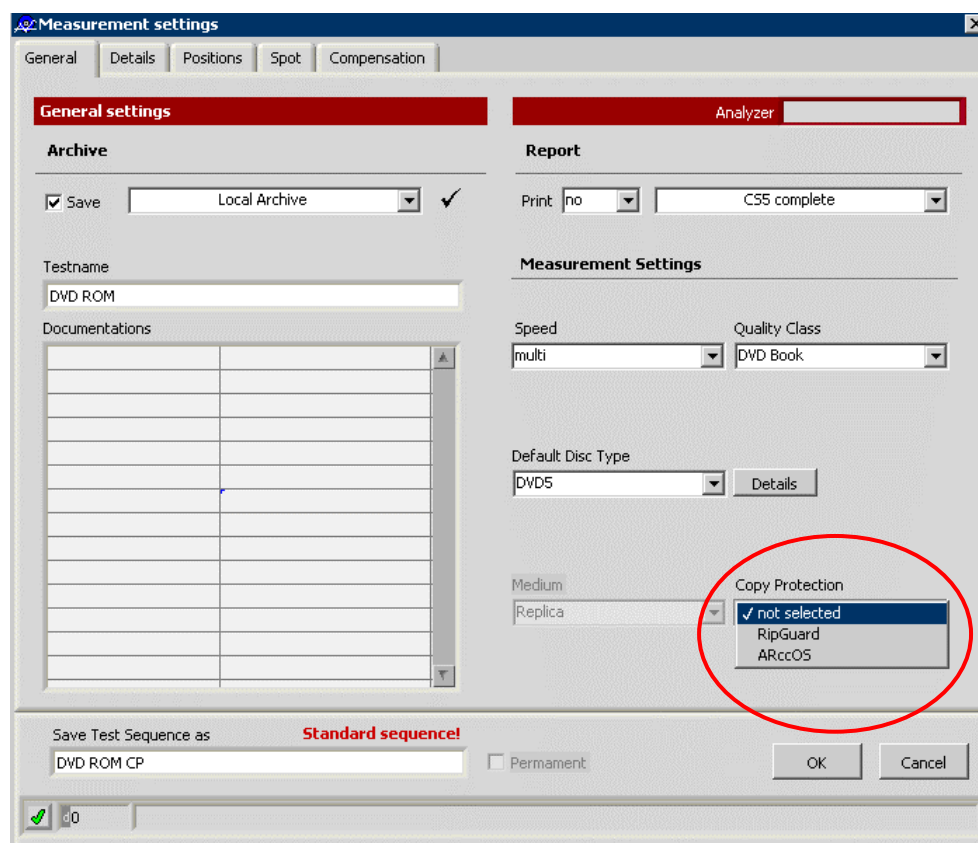 Measurement settings
General Details Positions Spot Compensation
General settings
Analyzer
Archive
Report
Save Local Archive
Print no CS5 complete
Measurement Settings
Testname
DVD ROM
Documentations
Speed Quality Class
multi DVD Book
Default Disc Type
DVD5 Details
Medium Copy Protection
Replica ✓ not selected
RipGuard
ARccOS
Save Test Sequence as Standard sequence!
DVD ROM CP Permament OK Cancel
d0